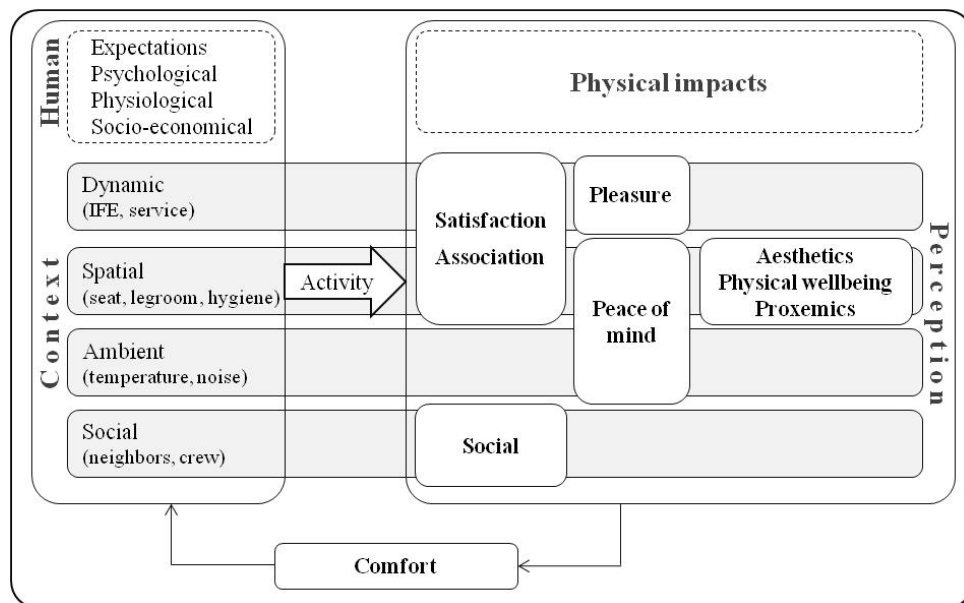 Human
Expectations
Psychological
Physiological
Socio-economical
Physical impacts
Context
Dynamic
(IFE, service)
Spatial
(seat, legroom, hygiene)
Ambient
(temperature, noise)
Social
(neighbors, crew)
Activity
Satisfaction
Association
Pleasure
Peace of
mind
Aesthetics
Physical wellbeing
Proxemics
Social
Perception
Comfort